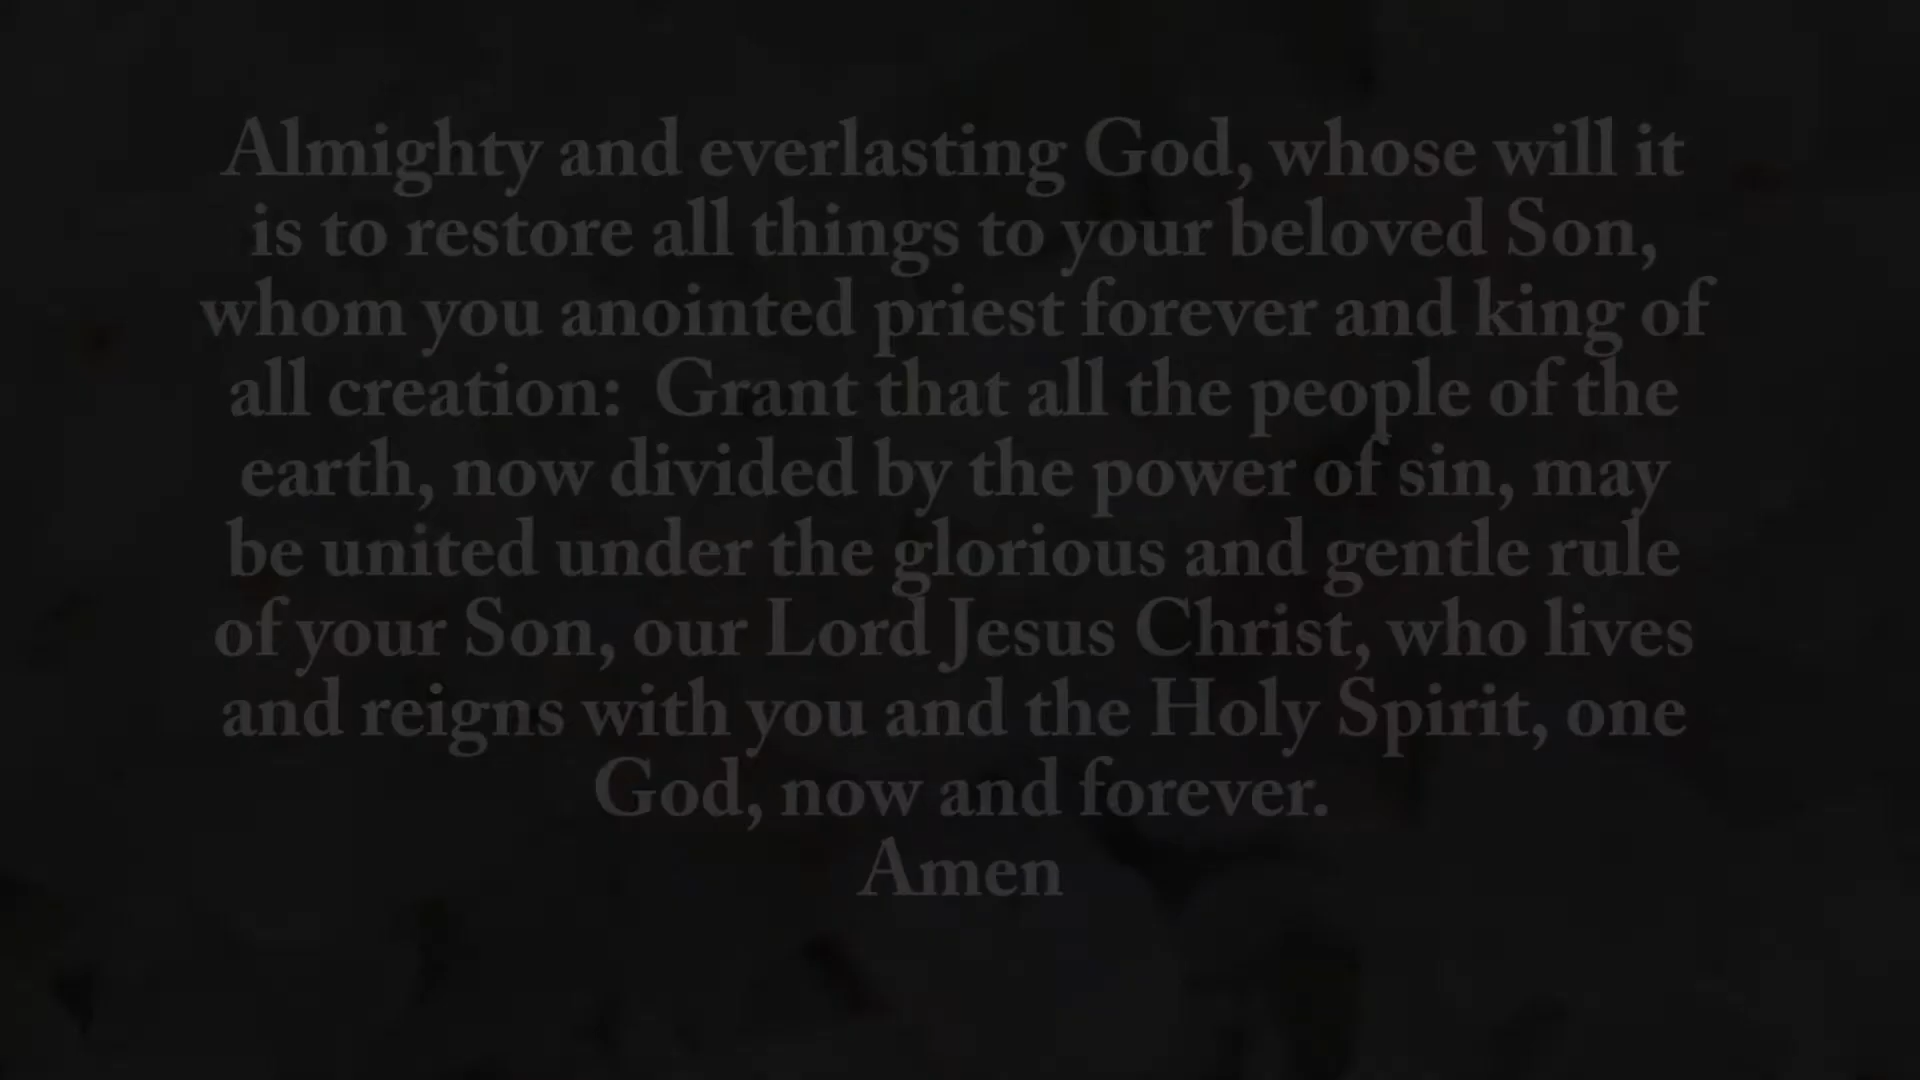 Almighty and everlasting God, whose will it
is to restore all things to your beloved Son,
whom you anointed priest forever and king of
all creation:  Grant that all the people of the
earth, now divided by the power of sin, may
be united under the glorious and gentle rule
of your Son, our Lord Jesus Christ, who lives
and reigns with you and the Holy Spirit, one
God, now and forever.
Amen